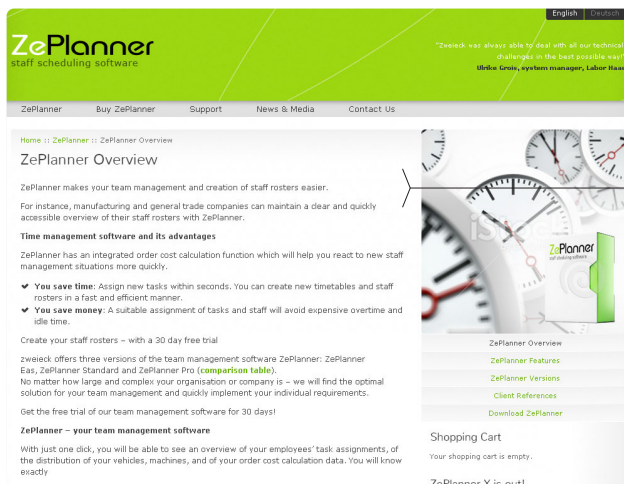 English | Deutsch
ZePlanner
staff scheduling software
"Zweieck was always able to deal with all our technical
challenges in the best possible way!"
Ulrike Grois, system manager, Labor Haas
ZePlanner Buy ZePlanner Support News & Media Contact Us
Home :: ZePlanner :: ZePlanner Overview
ZePlanner Overview
ZePlanner makes your team management and creation of staff rosters easier.
For instance, manufacturing and general trade companies can maintain a clear and quickly
accessible overview of their staff rosters with ZePlanner.
Time management software and its advantages
ZePlanner has an integrated order cost calculation function which will help you react to new staff
management situations more quickly.
You save time: Assign new tasks within seconds. You can create new timetables and staff
rosters in a fast and efficient manner.
You save money: A suitable assignment of tasks and staff will avoid expensive overtime and
idle time.
Create your staff rosters – with a 30 day free trial
zweieck offers three versions of the team management software ZePlanner: ZePlanner
Eas, ZePlanner Standard and ZePlanner Pro (comparison table).
No matter how large and complex your organisation or company is – we will find the optimal
solution for your team management and quickly implement your individual requirements.
Get the free trial of our team management software for 30 days!
ZePlanner – your team management software
With just one click, you will be able to see an overview of your employees' task assignments, of
the distribution of your vehicles, machines, and of your order cost calculation data. You will know
exactly
iStock
ZePlanner
staff scheduling software
ZePlanner Overview
ZePlanner Features
ZePlanner Versions
Client References
Download ZePlanner
Shopping Cart
Your shopping cart is empty.
ZePlanner X is out!